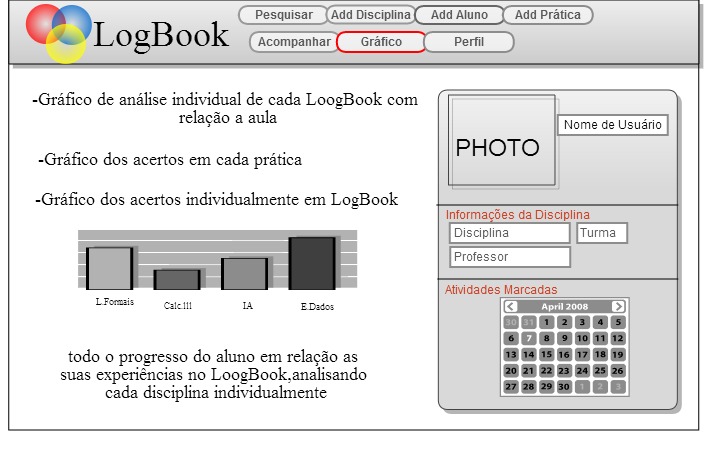 LogBook
Pesquisar
Add Disciplina
Add Aluno
Add Prática
Acompanhar
Gráfico
Perfil
-Gráfico de análise individual de cada LoogBook com
relação a aula
-Gráfico dos acertos em cada prática
-Gráfico dos acertos individualmente em LogBook
L.Formais
Calc.lll
IA
E.Dados
todo o progresso do aluno em relação as
suas experiências no LoogBook,analisando
cada disciplina individualmente
PHOTO
Nome de Usuário
Informações da Disciplina
Disciplina
Turma
Professor
Atividades Marcadas
April 2008
30 31 1 2 3 4 5
6 7 8 9 10 11 12
13 14 15 16 17 18 19
20 21 22 23 24 25 26
27 28 29 30 1 2 3